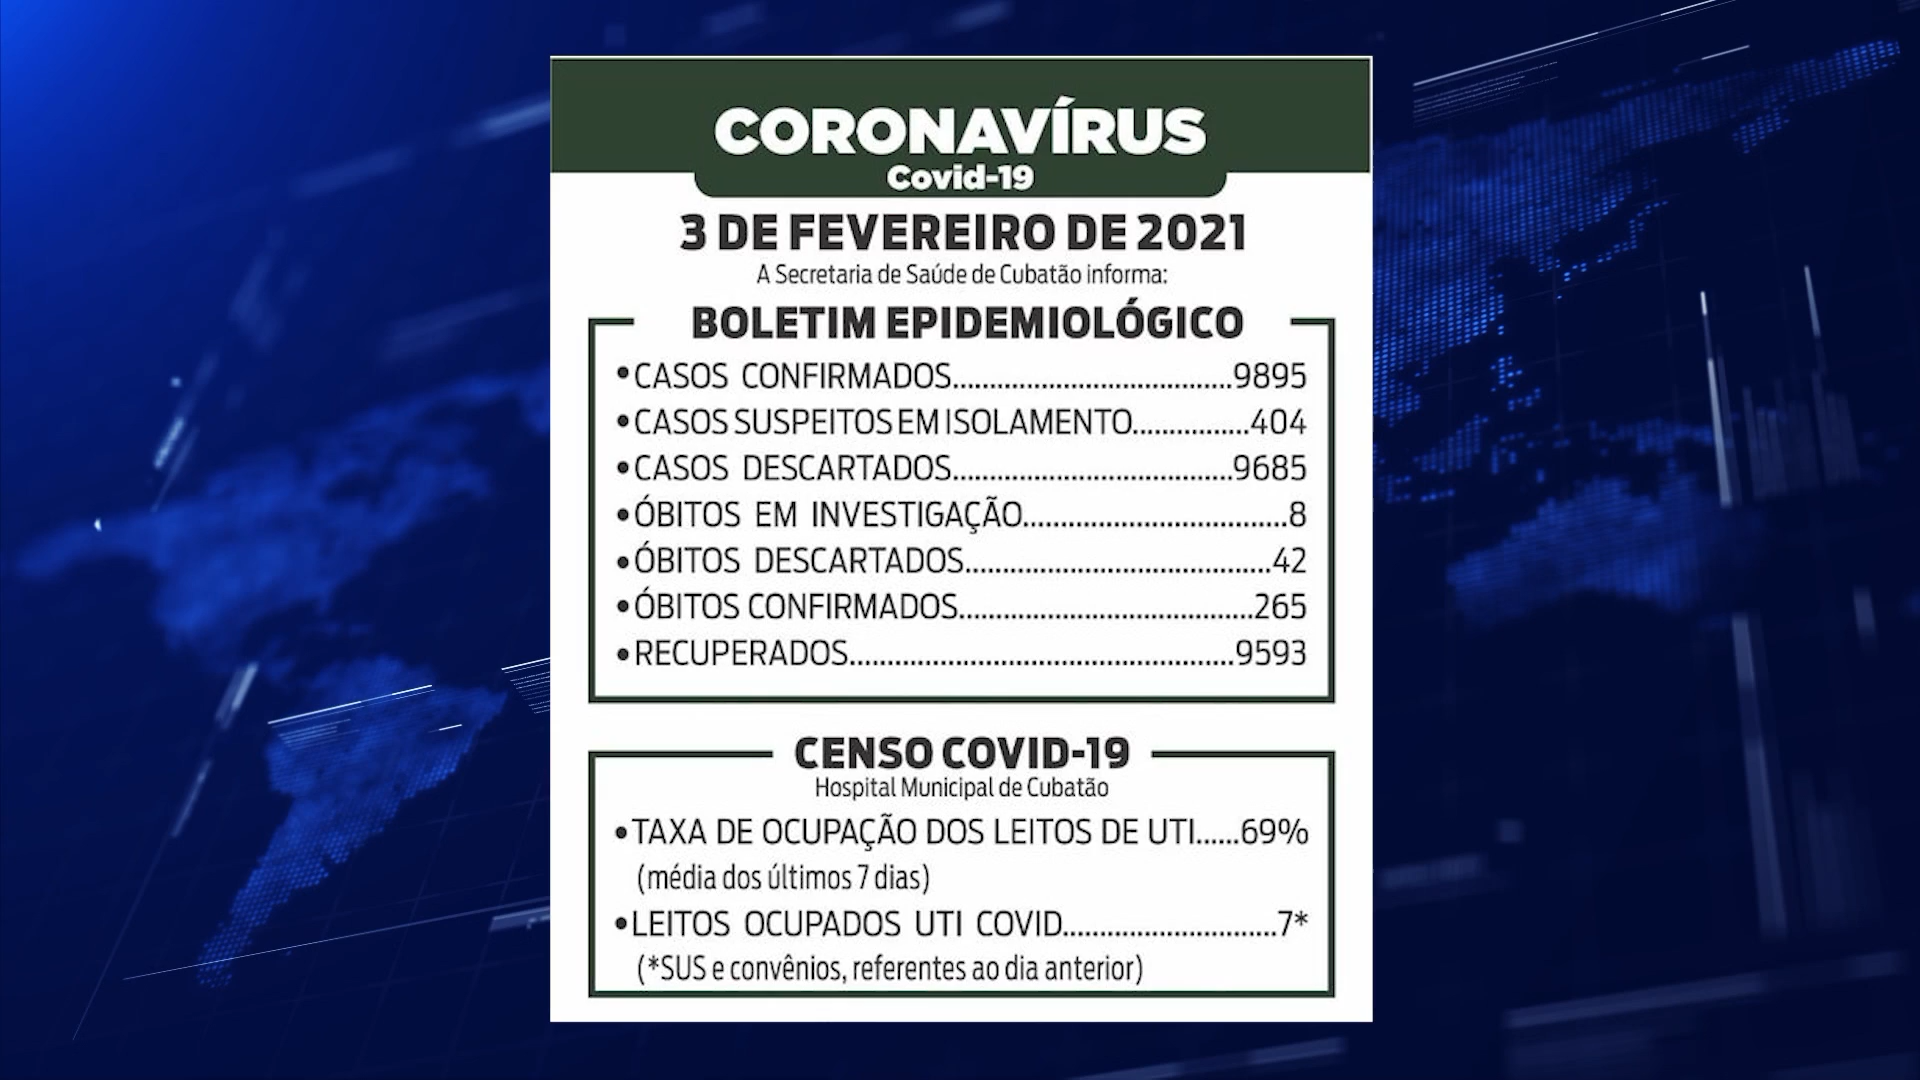 CORONAVÍRUS
Covid-19
3 DE FEVEREIRO DE 2021
A Secretaria de Saúde de Cubatão informa:
BOLETIM EPIDEMIOLÓGICO
•CASOS CONFIRMADOS.....................................9895
•CASOS SUSPEITOS EM ISOLAMENTO...............404
•CASOS DESCARTADOS.....................................9685
•ÓBITOS EM INVESTIGAÇÃO...................................8
•ÓBITOS DESCARTADOS........................................42
•ÓBITOS CONFIRMADOS.......................................265
•RECUPERADOS...................................................9593
CENSO COVID-19
Hospital Municipal de Cubatão
•TAXA DE OCUPAÇÃO DOS LEITOS DE UTI......69%
(média dos últimos 7 dias)
•LEITOS OCUPADOS UTI COVID............................7*
(*SUS e convênios, referentes ao dia anterior)